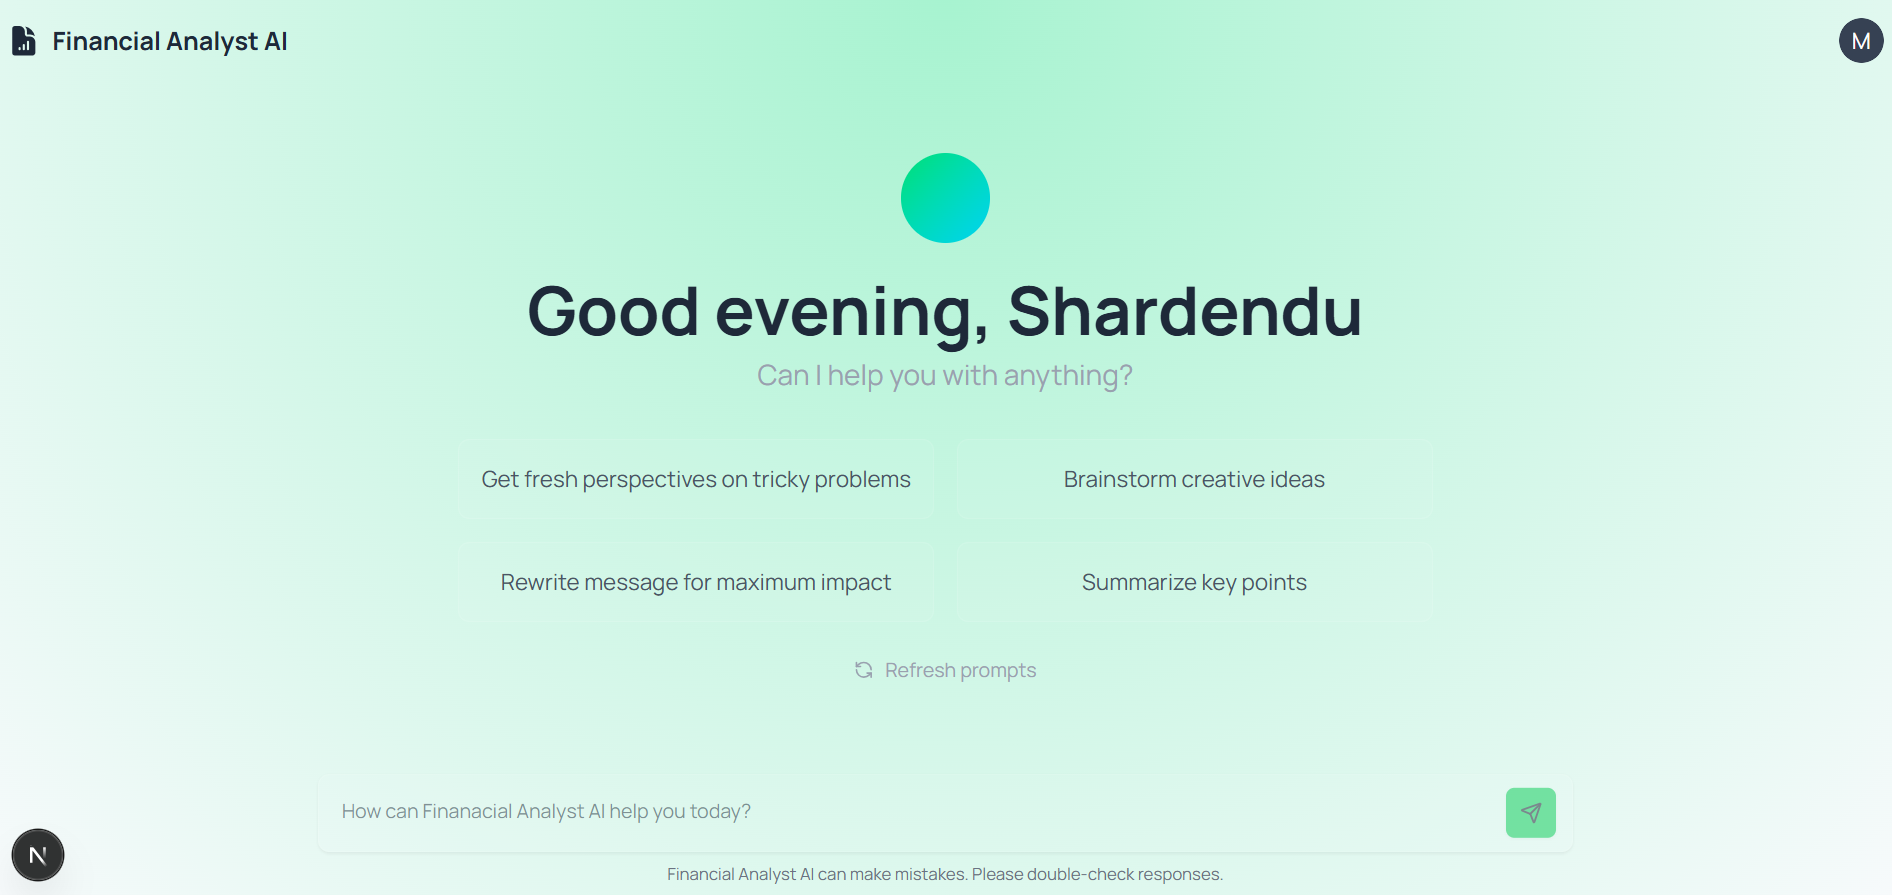 Financial Analyst AI
M
Good evening, Shardendu
Can I help you with anything?
Get fresh perspectives on tricky problems
Brainstorm creative ideas
Rewrite message for maximum impact
Summarize key points
Refresh prompts
How can Finanacial Analyst AI help you today?
N
Financial Analyst AI can make mistakes. Please double-check responses.